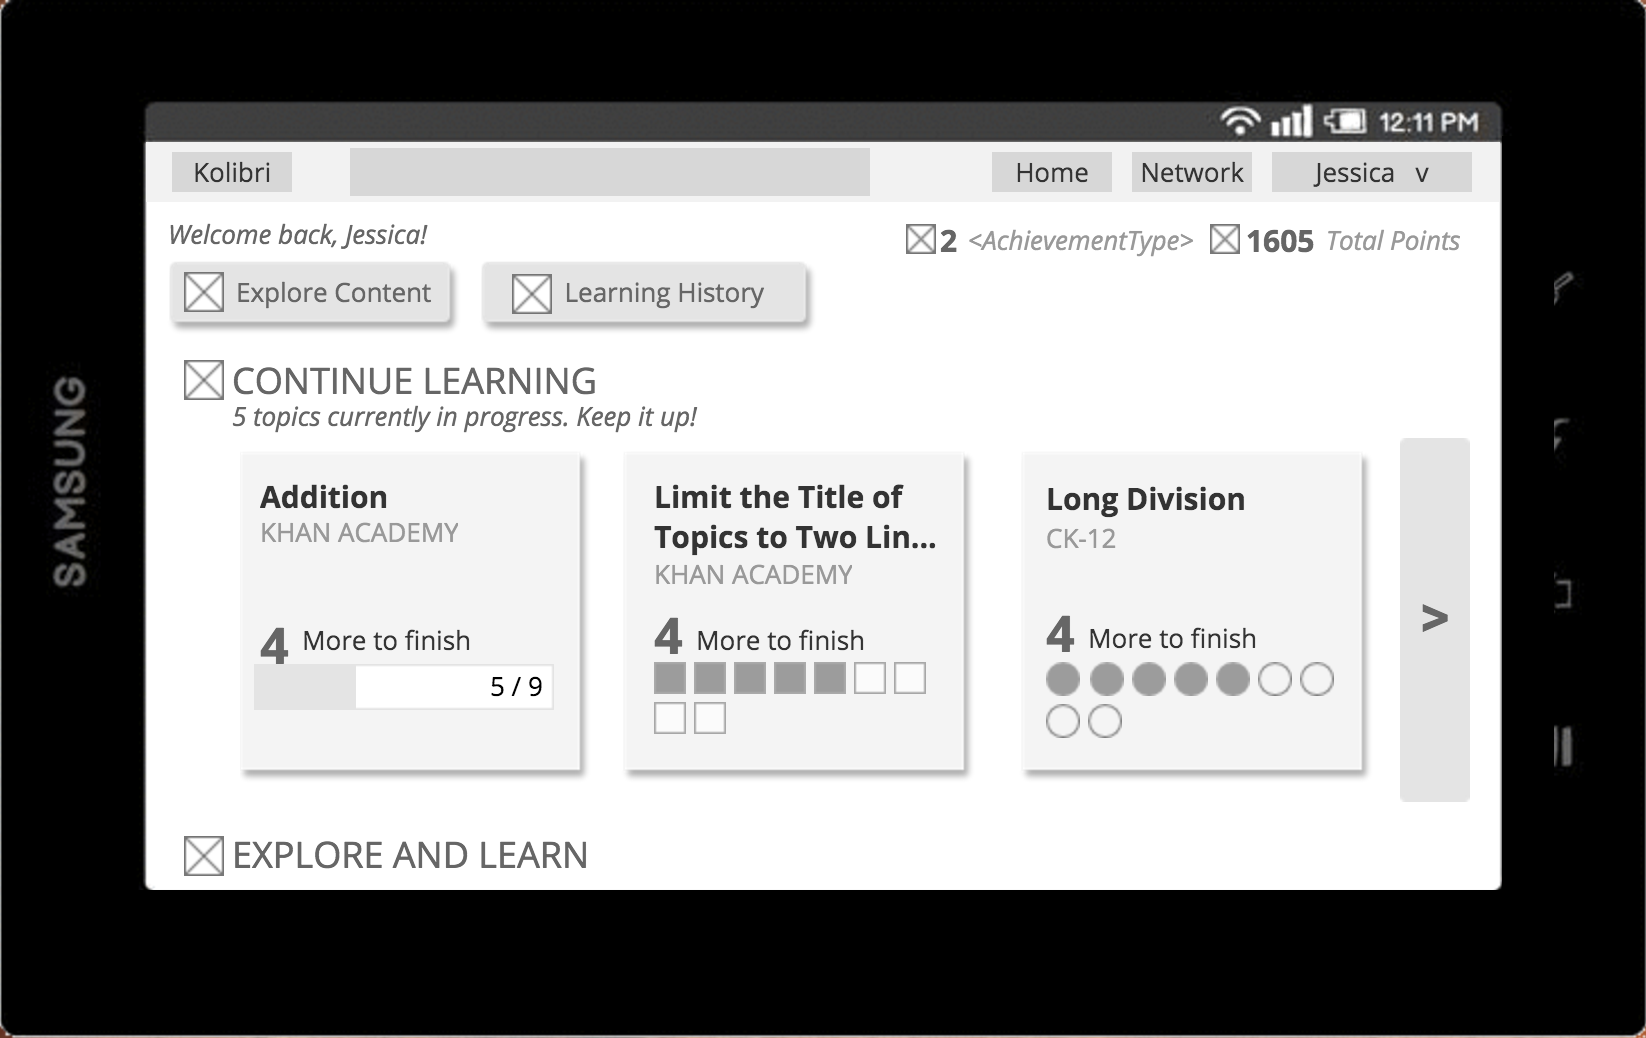 SAMSUNG
12:11 PM
Kolibri
Home
Network
Jessica v
Welcome back, Jessica!
2 <AchievementType>
1605 Total Points
Explore Content
Learning History
CONTINUE LEARNING
5 topics currently in progress. Keep it up!
Addition
KHAN ACADEMY
4 More to finish
5 / 9
Limit the Title of
Topics to Two Lin...
KHAN ACADEMY
4 More to finish
Long Division
CK-12
4 More to finish
>
EXPLORE AND LEARN